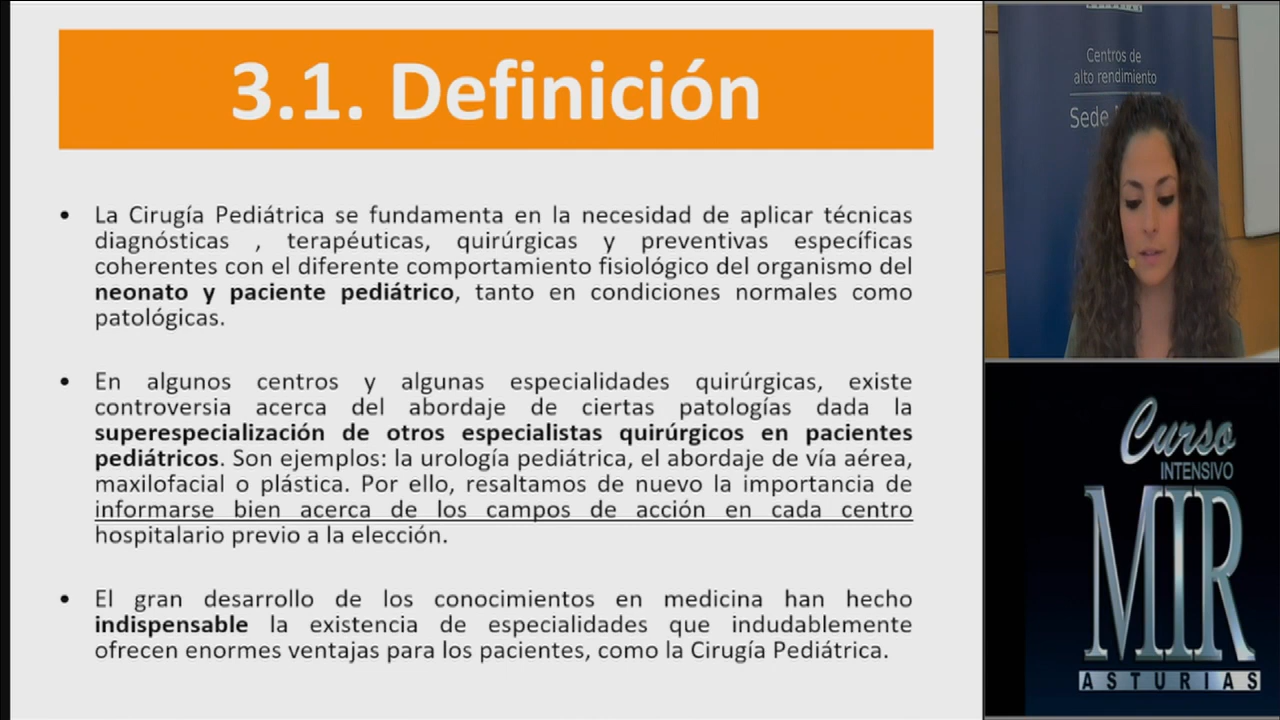 3.1. Definición
• La Cirugía Pediátrica se fundamenta en la necesidad de aplicar técnicas
diagnósticas , terapéuticas, quirúrgicas y preventivas específicas
coherentes con el diferente comportamiento fisiológico del organismo del
neonato y paciente pediátrico, tanto en condiciones normales como
patológicas.
• En algunos centros y algunas especialidades quirúrgicas, existe
controversia acerca del abordaje de ciertas patologías dada la
superespecialización de otros especialistas quirúrgicos en pacientes
pediátricos. Son ejemplos: la urología pediátrica, el abordaje de vía aérea,
maxilofacial o plástica. Por ello, resaltamos de nuevo la importancia de
informarse bien acerca de los campos de acción en cada centro
hospitalario previo a la elección.
• El gran desarrollo de los conocimientos en medicina han hecho
indispensable la existencia de especialidades que indudablemente
ofrecen enormes ventajas para los pacientes, como la Cirugía Pediátrica.
Centros de
alto rendimiento
Sede
Curso
INTENSIVO
MIR
ASTURIAS